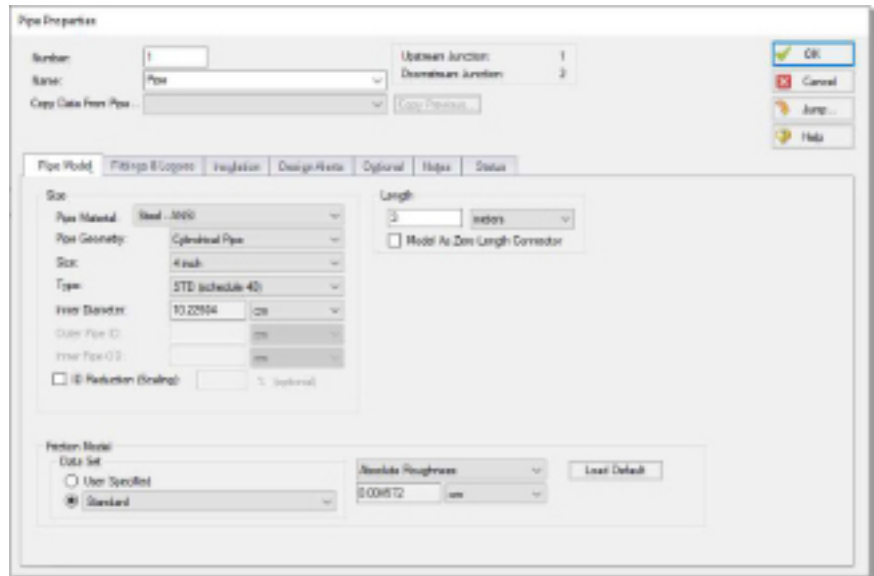 Pipe Properties
Number: 1
Name: Pipe
Copy Data From Pipe...
Copy Previous...
Upstream Junction: 1
Downstream Junction: 2
OK
Cancel
Jump...
Help
Pipe Model Fittings & Losses Insulation Design Alerts Optional Notes Status
Size
Pipe Material: Steel - ANSI
Pipe Geometry: Cylindrical Pipe
Size: 4 inch
Type: STD (schedule 40)
Inner Diameter: 10.22604 cm
Outer Pipe ID: cm
Inner Pipe OD: cm
ID Reduction (Scaling): % (optional)
Length
meters
Model As Zero Length Connector
Friction Model
Data Set
User Specified
Standard
Absolute Roughness
0.004572 cm
Load Default